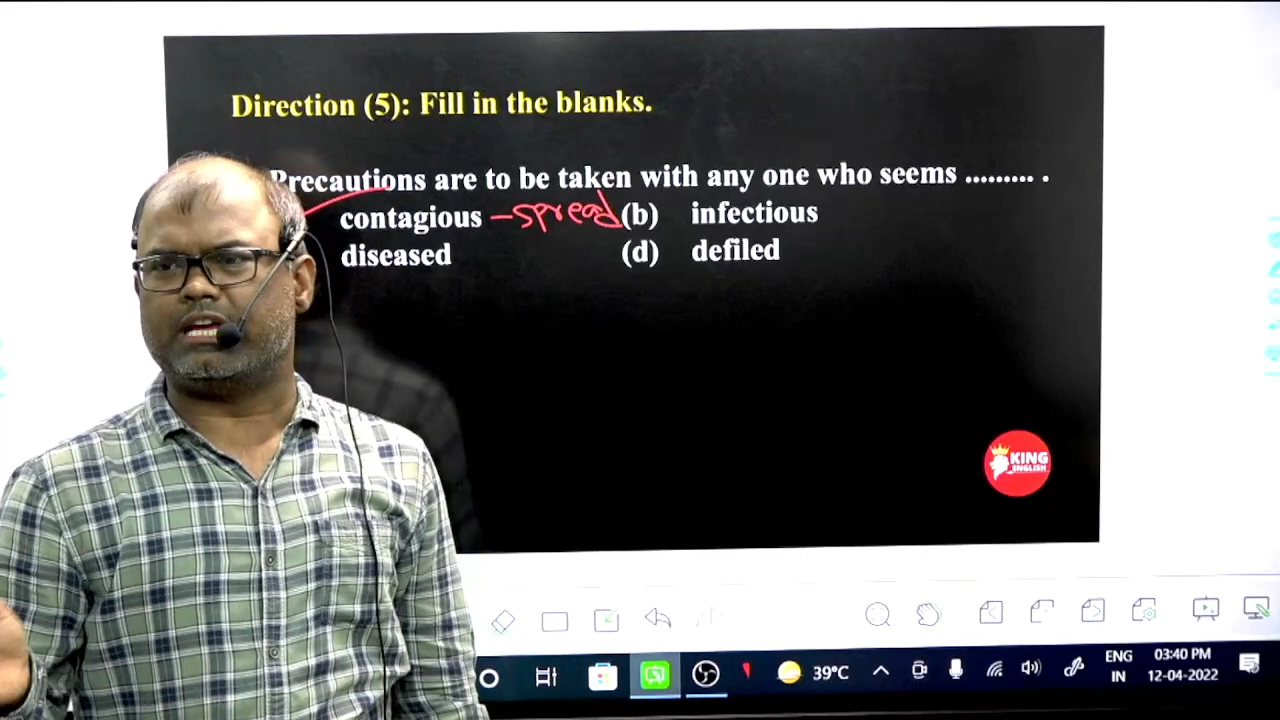 Direction (5): Fill in the blanks.
Precautions are to be taken with any one who seems ......... .
contagious -spread (b) infectious
diseased (d) defiled
KING
ENGLISH
39°C
ENG
IN
03:40 PM
12-04-2022